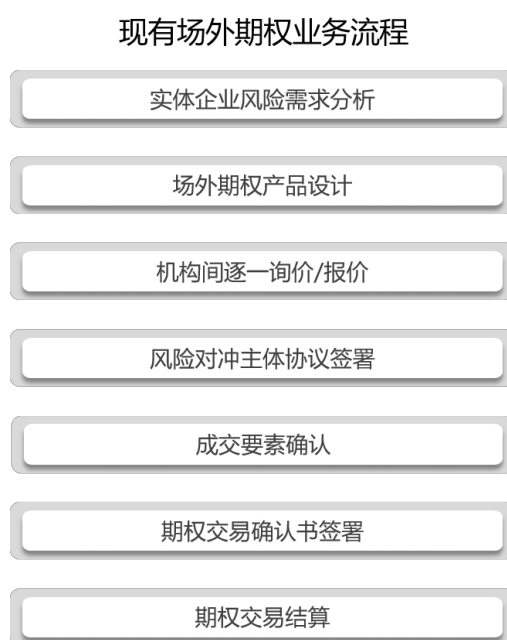 现有场外期权业务流程
实体企业风险需求分析
场外期权产品设计
机构间逐一询价/报价
风险对冲主体协议签署
成交要素确认
期权交易确认书签署
期权交易结算